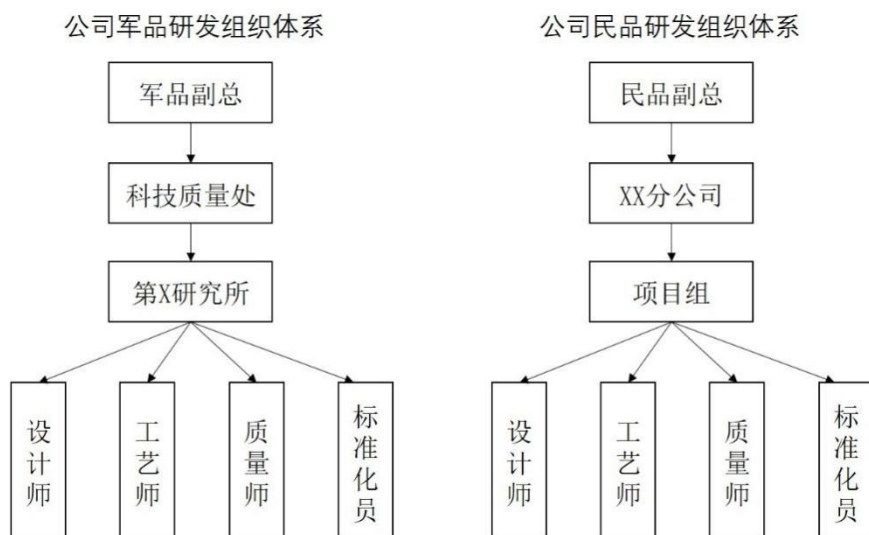 公司军品研发组织体系
军品副总
科技质量处
第X研究所
设计师
工艺师
质量师
标准化员
公司民品研发组织体系
民品副总
XX分公司
项目组
设计师
工艺师
质量师
标准化员